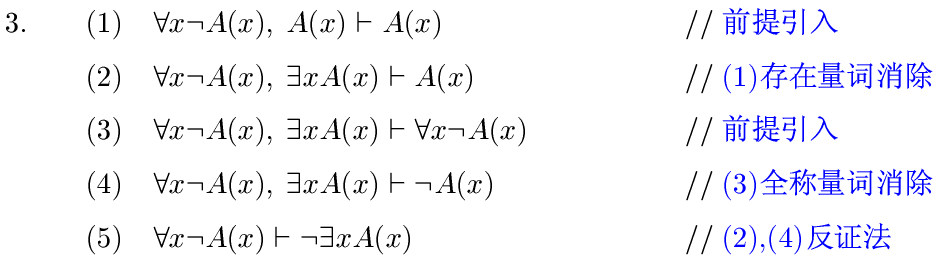 3. (1) ∀x¬A(x), A(x) ⊢ A(x) // 前提引入
(2) ∀x¬A(x), ∃xA(x) ⊢ A(x) // (1)存在量词消除
(3) ∀x¬A(x), ∃xA(x) ⊢ ∀x¬A(x) // 前提引入
(4) ∀x¬A(x), ∃xA(x) ⊢ ¬A(x) // (3)全称量词消除
(5) ∀x¬A(x) ⊢ ¬∃xA(x) // (2),(4)反证法